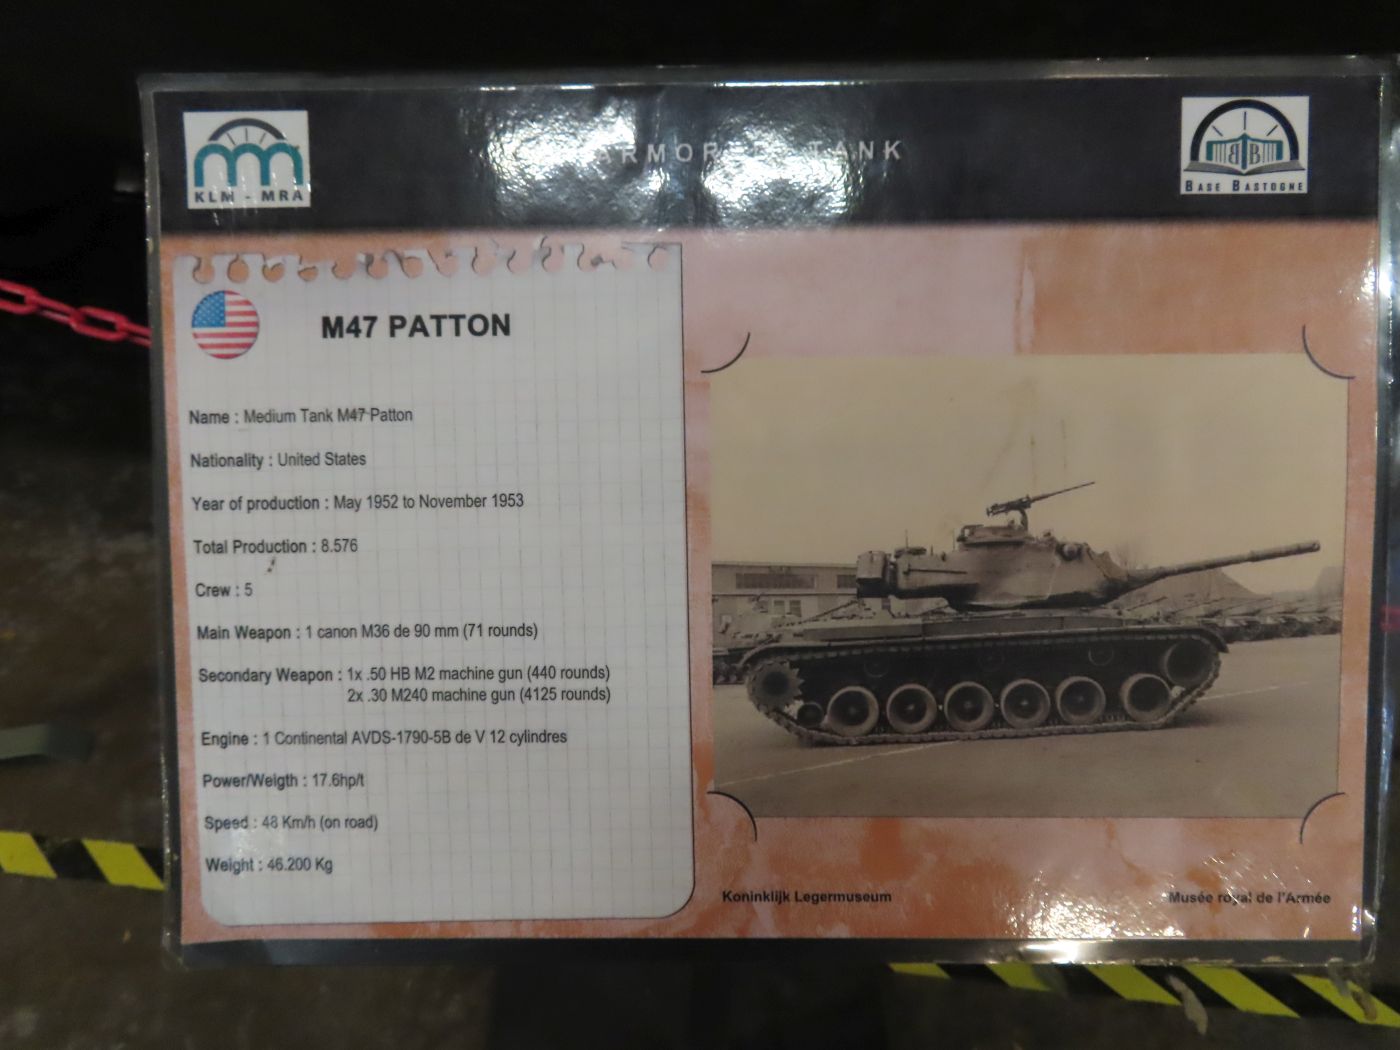 TANK
KLM - MRA
BASE BASTOGNE
M47 PATTON
Name : Medium Tank M47 Patton
Nationality : United States
Year of production : May 1952 to November 1953
Total Production : 8.576
Crew : 5
Main Weapon : 1 canon M36 de 90 mm (71 rounds)
Secondary Weapon : 1x .50 HB M2 machine gun (440 rounds)
2x .30 M240 machine gun (4125 rounds)
Engine : 1 Continental AVDS-1790-5B de V 12 cylindres
Power/Weigth : 17.6hp/t
Speed : 48 Km/h (on road)
Weight : 46.200 Kg
Koninklijk Legermuseum
Musée royal de l'Armée